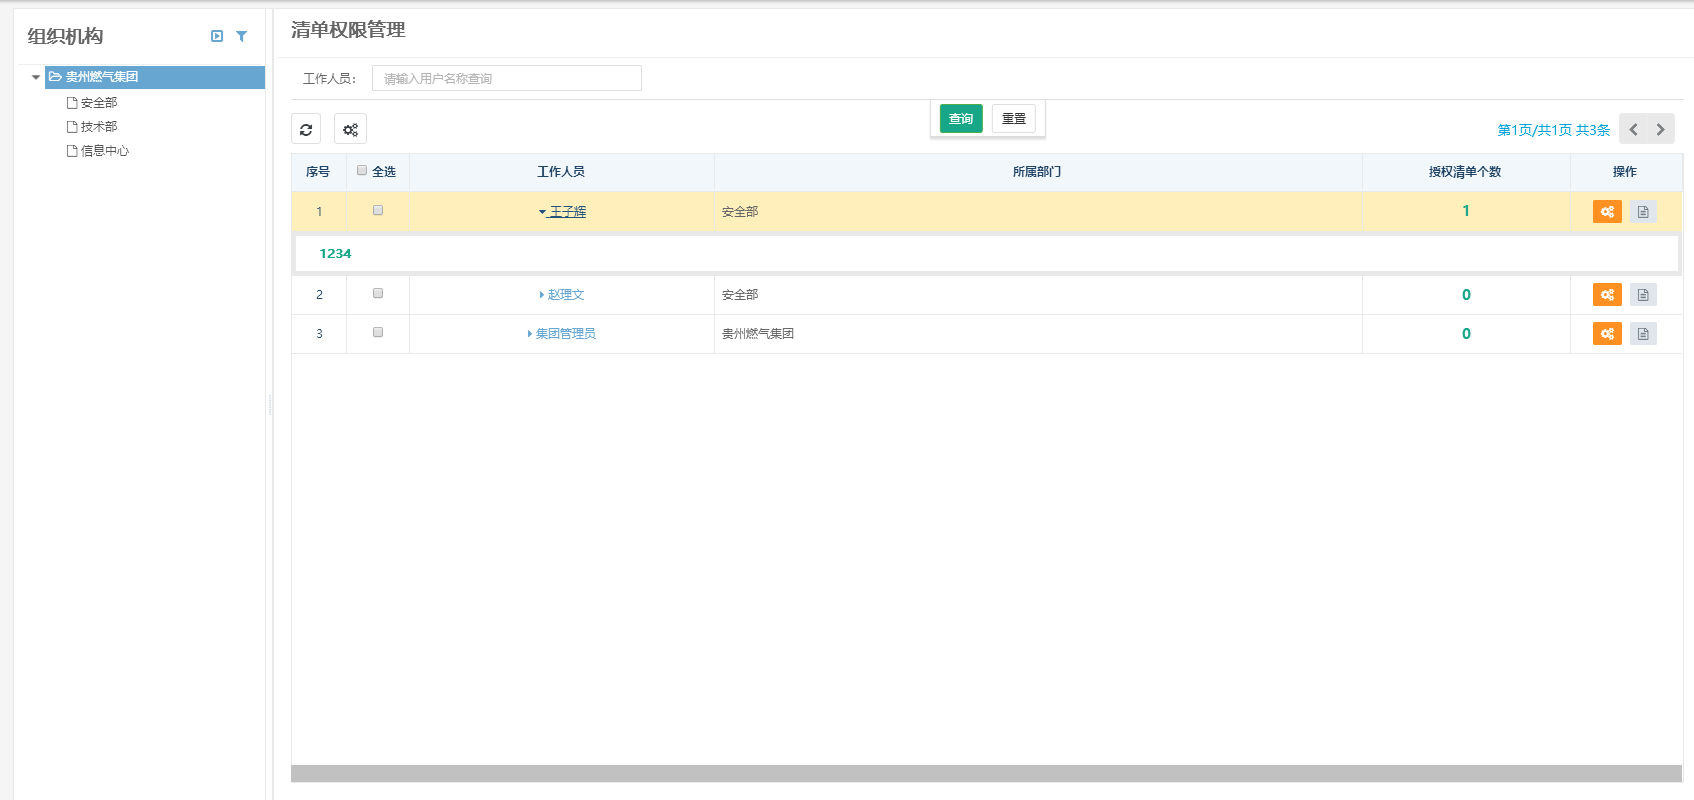 组织机构
贵州燃气集团
安全部
技术部
信息中心
清单权限管理
工作人员： 请输入用户名称查询
查询 重置
第1页/共1页 共3条
序号 全选 工作人员 所属部门 授权清单个数 操作
1 王子辉 安全部 1
1234
2 赵理文 安全部 0
3 集团管理员 贵州燃气集团 0